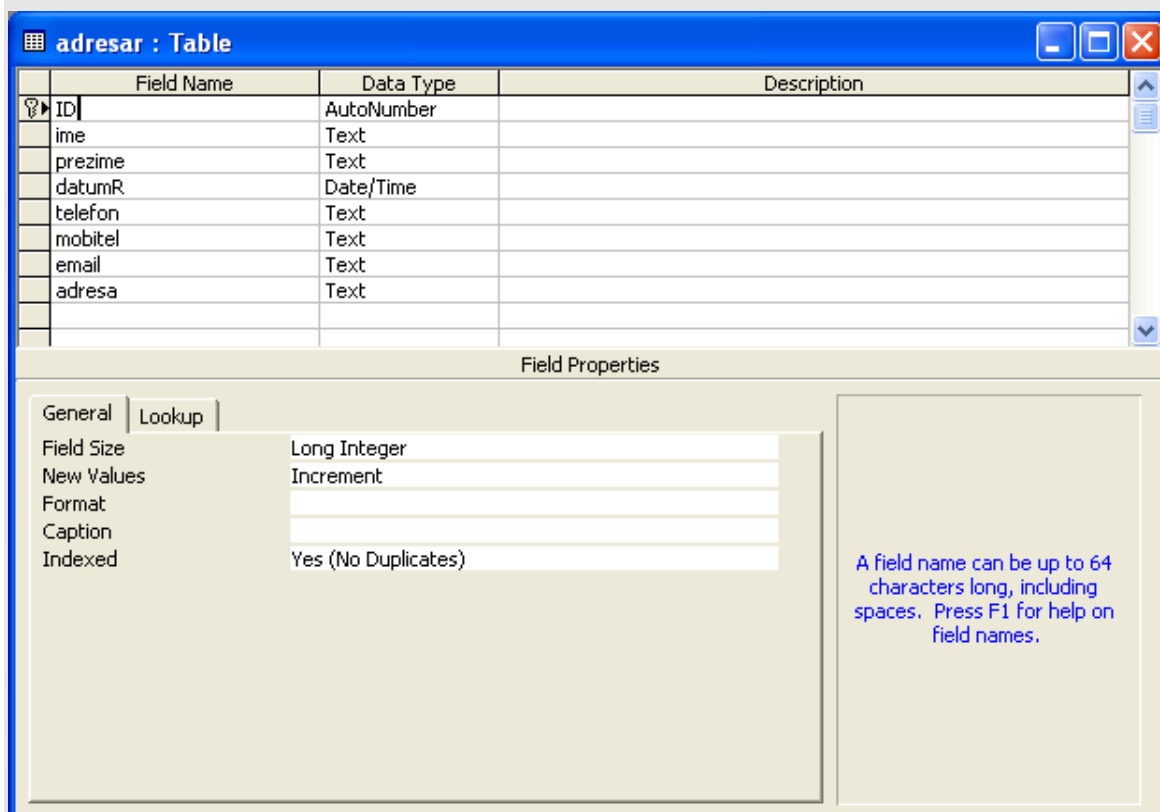 adresar : Table
Field Name Data Type Description
ID AutoNumber
ime Text
prezime Text
datumR Date/Time
telefon Text
mobitel Text
email Text
adresa Text
Field Properties
General Lookup
Field Size Long Integer
New Values Increment
Format
Caption
Indexed Yes (No Duplicates)
A field name can be up to 64
characters long, including
spaces. Press F1 for help on
field names.